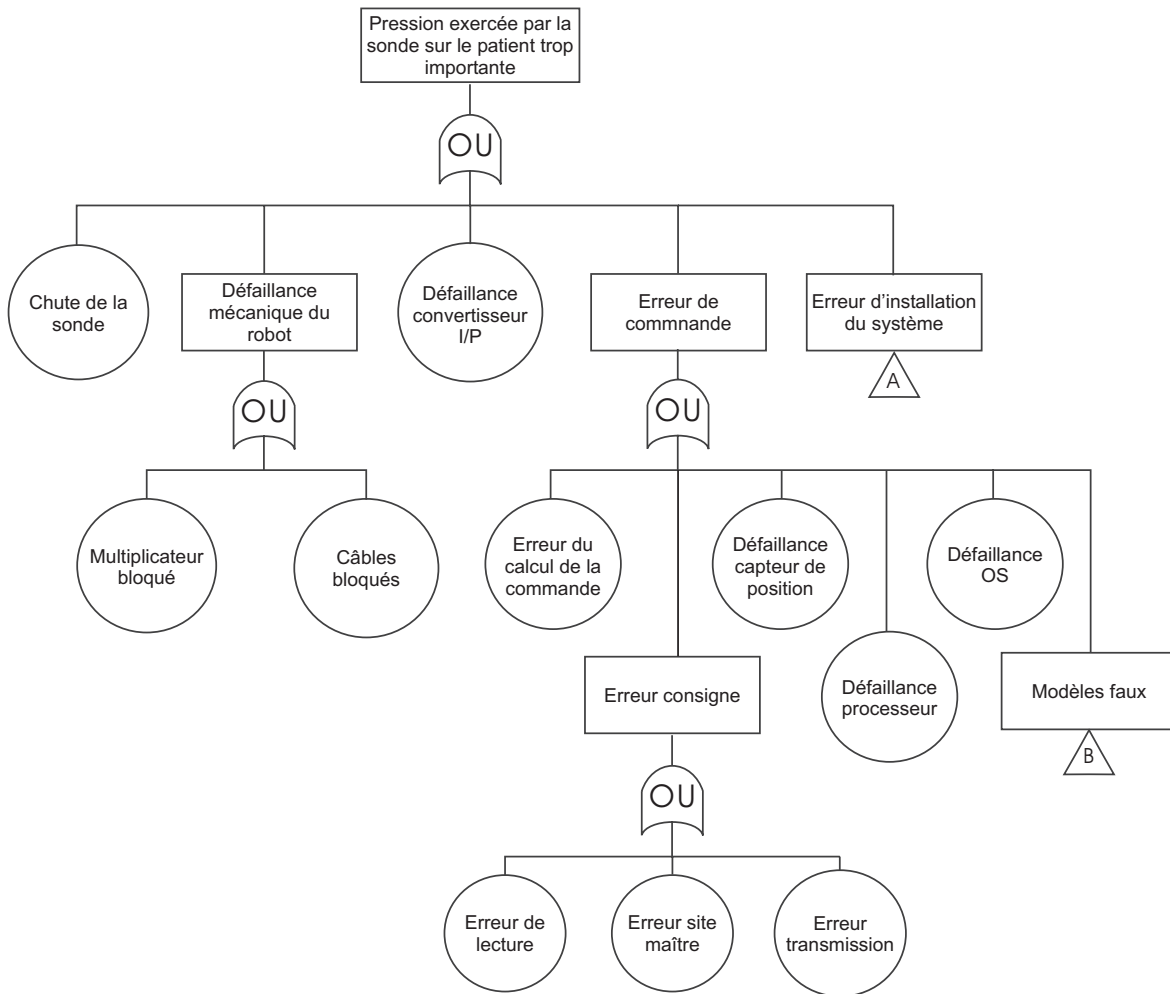 Pression exercée par la
sonde sur le patient trop
importante
OU
Chute de la
sonde
Défaillance
mécanique du
robot
Défaillance
convertisseur
I/P
Erreur de
commnande
Erreur d'installation
du système
A
OU
OU
Multiplicateur
bloqué
Câbles
bloqués
Erreur du
calcul de la
commande
Défaillance
capteur de
position
Défaillance
OS
Erreur consigne
Défaillance
processeur
Modèles faux
B
OU
Erreur de
lecture
Erreur site
maître
Erreur
transmission